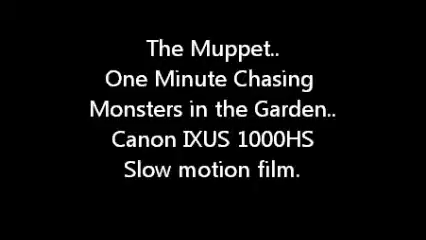 The Muppet..
One Minute Chasing
Monsters in the Garden..
Canon IXUS 1000HS
Slow motion film.